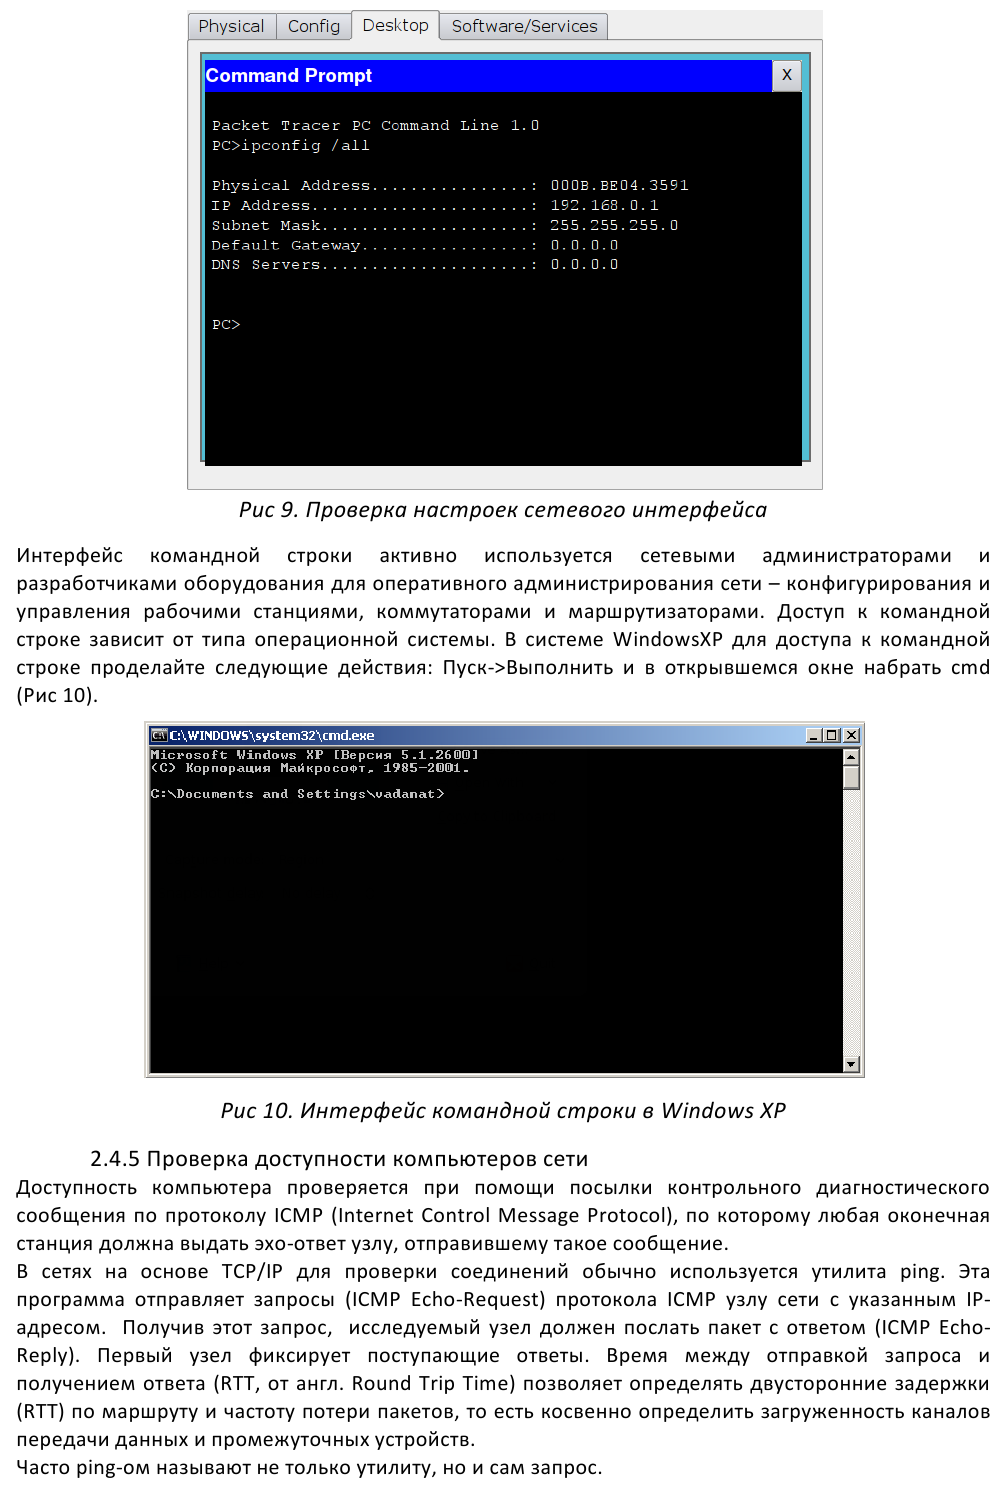 Physical Config Desktop Software/Services
Command Prompt X
Packet Tracer PC Command Line 1.0
PC>ipconfig /all
Physical Address................: 000B.BE04.3591
IP Address......................: 192.168.0.1
Subnet Mask.....................: 255.255.255.0
Default Gateway.................: 0.0.0.0
DNS Servers.....................: 0.0.0.0
PC>
Рис 9. Проверка настроек сетевого интерфейса
Интерфейс командной строки активно используется сетевыми администраторами и
разработчиками оборудования для оперативного администрирования сети – конфигурирования и
управления рабочими станциями, коммутаторами и маршрутизаторами. Доступ к командной
строке зависит от типа операционной системы. В системе WindowsXP для доступа к командной
строке проделайте следующие действия: Пуск->Выполнить и в открывшемся окне набрать cmd
(Рис 10).
C:\WINDOWS\system32\cmd.exe
Microsoft Windows XP [Версия 5.1.2600]
(С) Корпорация Майкрософт, 1985-2001.
C:\Documents and Settings\vadanat>
Рис 10. Интерфейс командной строки в Windows XP
2.4.5 Проверка доступности компьютеров сети
Доступность компьютера проверяется при помощи посылки контрольного диагностического
сообщения по протоколу ICMP (Internet Control Message Protocol), по которому любая оконечная
станция должна выдать эхо-ответ узлу, отправившему такое сообщение.
В сетях на основе TCP/IP для проверки соединений обычно используется утилита ping. Эта
программа отправляет запросы (ICMP Echo-Request) протокола ICMP узлу сети с указанным IP-
адресом. Получив этот запрос, исследуемый узел должен послать пакет с ответом (ICMP Echo-
Reply). Первый узел фиксирует поступающие ответы. Время между отправкой запроса и
получением ответа (RTT, от англ. Round Trip Time) позволяет определять двусторонние задержки
(RTT) по маршруту и частоту потери пакетов, то есть косвенно определить загруженность каналов
передачи данных и промежуточных устройств.
Часто ping-ом называют не только утилиту, но и сам запрос.